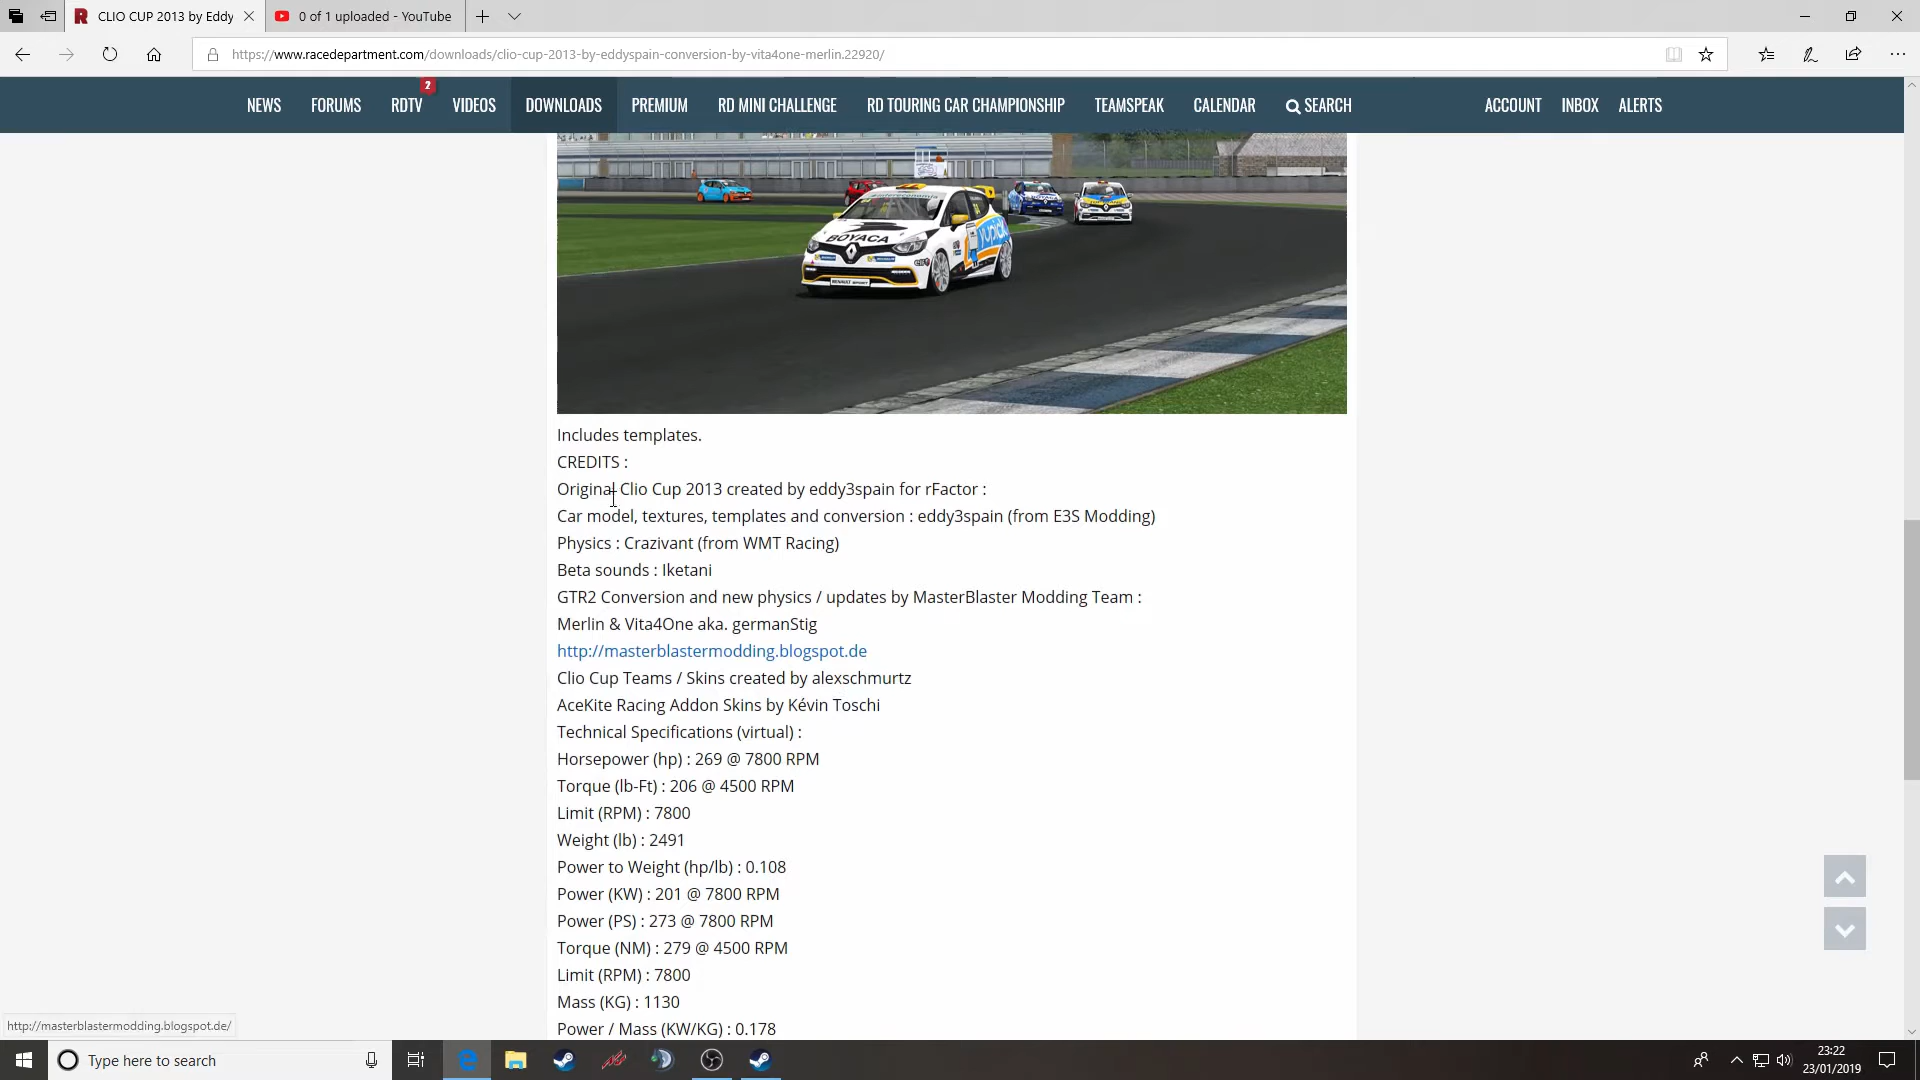 CLIO CUP 2013 by Eddy
0 of 1 uploaded - YouTube
https://www.racedepartment.com/downloads/clio-cup-2013-by-eddyspain-conversion-by-vita4one-merlin.22920/
NEWS FORUMS RDTV 2 VIDEOS DOWNLOADS PREMIUM RD MINI CHALLENGE RD TOURING CAR CHAMPIONSHIP TEAMSPEAK CALENDAR SEARCH ACCOUNT INBOX ALERTS
BOYACA
Includes templates.
CREDITS :
Original Clio Cup 2013 created by eddy3spain for rFactor :
Car model, textures, templates and conversion : eddy3spain (from E3S Modding)
Physics : Crazivant (from WMT Racing)
Beta sounds : Iketani
GTR2 Conversion and new physics / updates by MasterBlaster Modding Team :
Merlin & Vita4One aka. germanStig
http://masterblastermodding.blogspot.de
Clio Cup Teams / Skins created by alexschmurtz
AceKite Racing Addon Skins by Kévin Toschi
Technical Specifications (virtual) :
Horsepower (hp) : 269 @ 7800 RPM
Torque (lb-Ft) : 206 @ 4500 RPM
Limit (RPM) : 7800
Weight (lb) : 2491
Power to Weight (hp/lb) : 0.108
Power (KW) : 201 @ 7800 RPM
Power (PS) : 273 @ 7800 RPM
Torque (NM) : 279 @ 4500 RPM
Limit (RPM) : 7800
Mass (KG) : 1130
Power / Mass (KW/KG) : 0.178
http://masterblastermodding.blogspot.de/
Type here to search
23:22
23/01/2019